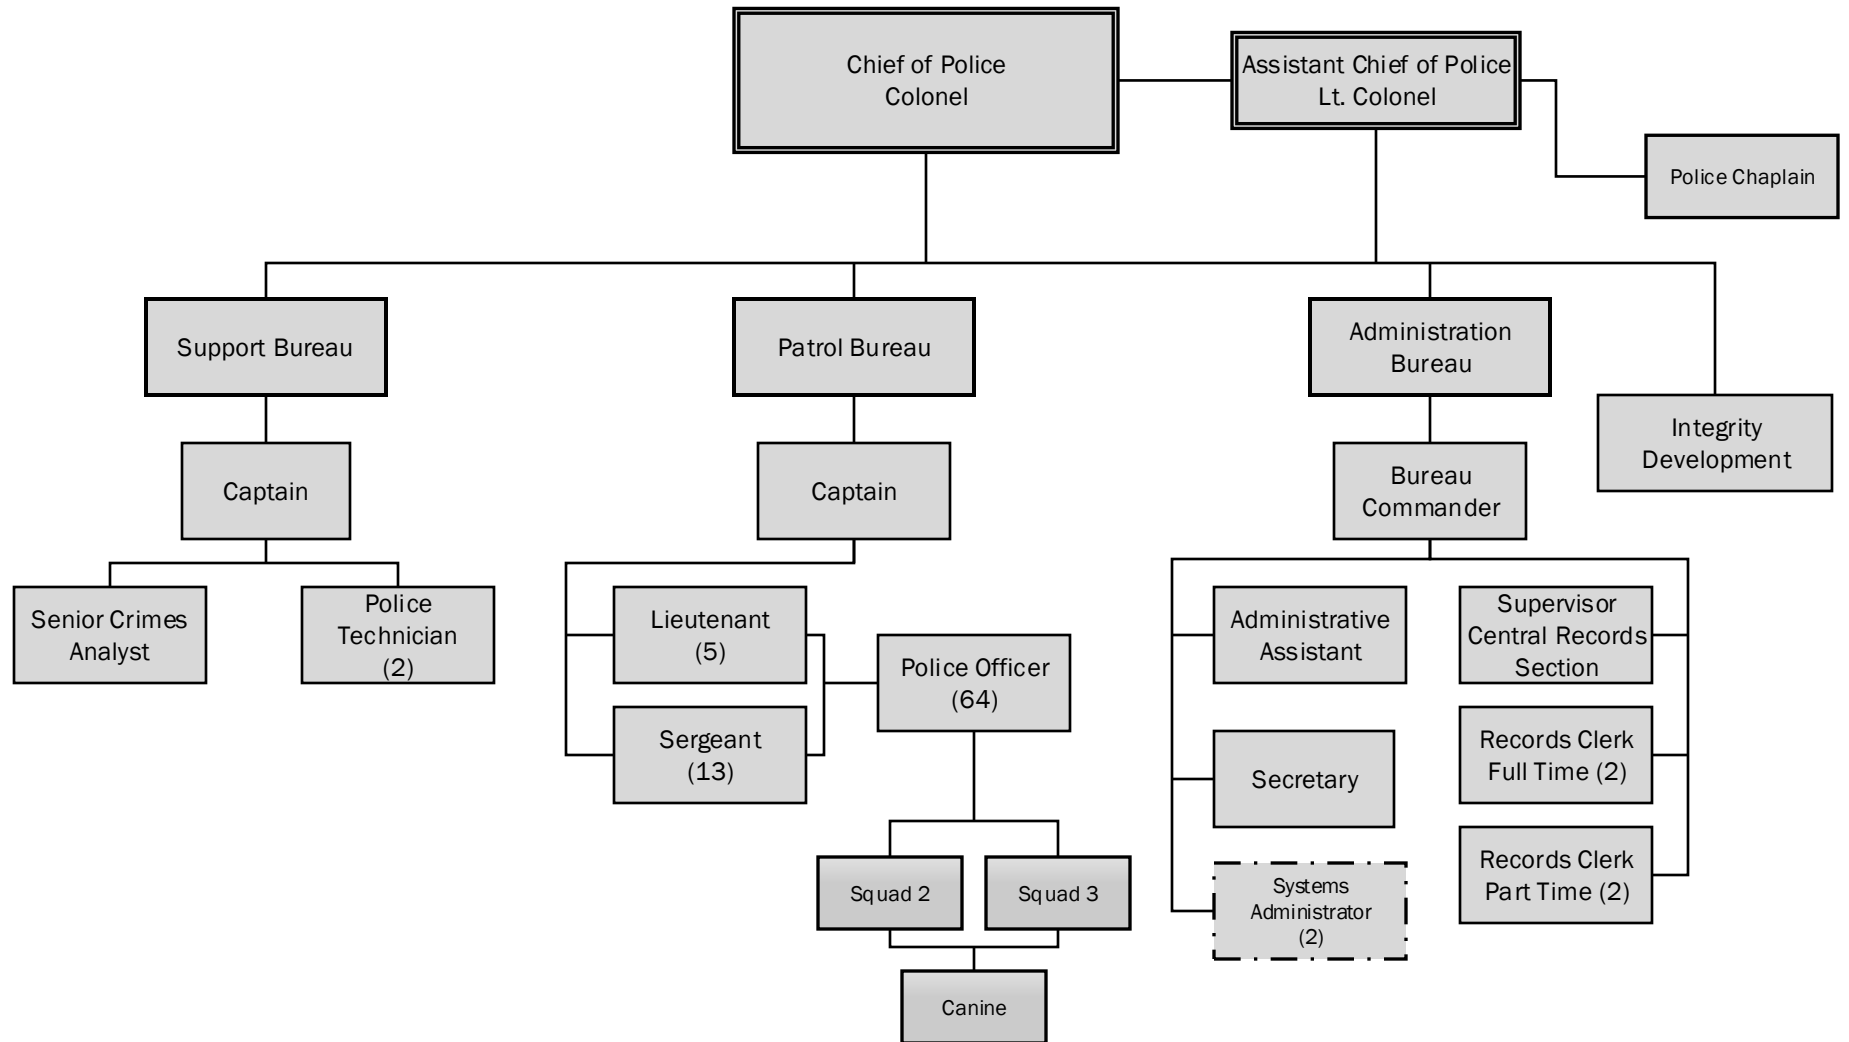 Chief of Police
Colonel
Assistant Chief of Police
Lt. Colonel
Police Chaplain
Support Bureau
Patrol Bureau
Administration
Bureau
Integrity
Development
Captain
Captain
Bureau
Commander
Senior Crimes
Analyst
Police
Technician
(2)
Lieutenant
(5)
Sergeant
(13)
Police Officer
(64)
Squad 2
Squad 3
Canine
Administrative
Assistant
Secretary
Systems
Administrator
(2)
Supervisor
Central Records
Section
Records Clerk
Full Time (2)
Records Clerk
Part Time (2)